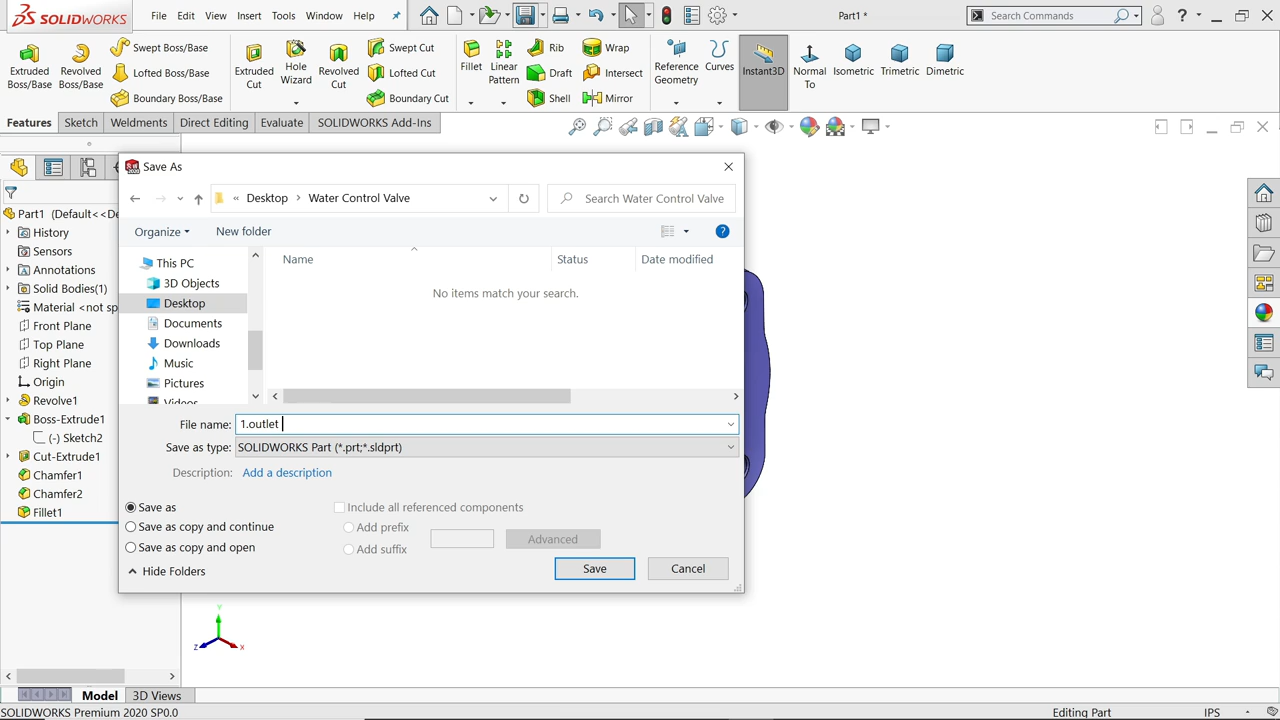 SOLIDWORKS
File Edit View Insert Tools Window Help
Part1 *
Search Commands
?
Extruded Boss/Base
Revolved Boss/Base
Swept Boss/Base
Lofted Boss/Base
Boundary Boss/Base
Extruded Cut
Hole Wizard
Revolved Cut
Swept Cut
Lofted Cut
Boundary Cut
Fillet
Linear Pattern
Rib
Draft
Shell
Wrap
Intersect
Mirror
Reference Geometry
Curves
Instant3D
Normal To
Isometric
Trimetric
Dimetric
Features Sketch Weldments Direct Editing Evaluate SOLIDWORKS Add-Ins
Part1 (Default<<De
History
Sensors
Annotations
Solid Bodies(1)
Material <not sp
Front Plane
Top Plane
Right Plane
Origin
Revolve1
Boss-Extrude1
(-) Sketch2
Cut-Extrude1
Chamfer1
Chamfer2
Fillet1
Save As
« Desktop > Water Control Valve
Search Water Control Valve
Organize New folder
?
This PC
3D Objects
Desktop
Documents
Downloads
Music
Pictures
Videos
Name Status Date modified
No items match your search.
File name: 1.outlet
Save as type: SOLIDWORKS Part (*.prt;*.sldprt)
Description: Add a description
Save as
Save as copy and continue
Save as copy and open
Include all referenced components
Add prefix
Add suffix
Advanced
Hide Folders
Save Cancel
Y
Z X
Model 3D Views
SOLIDWORKS Premium 2020 SP0.0
Editing Part
IPS